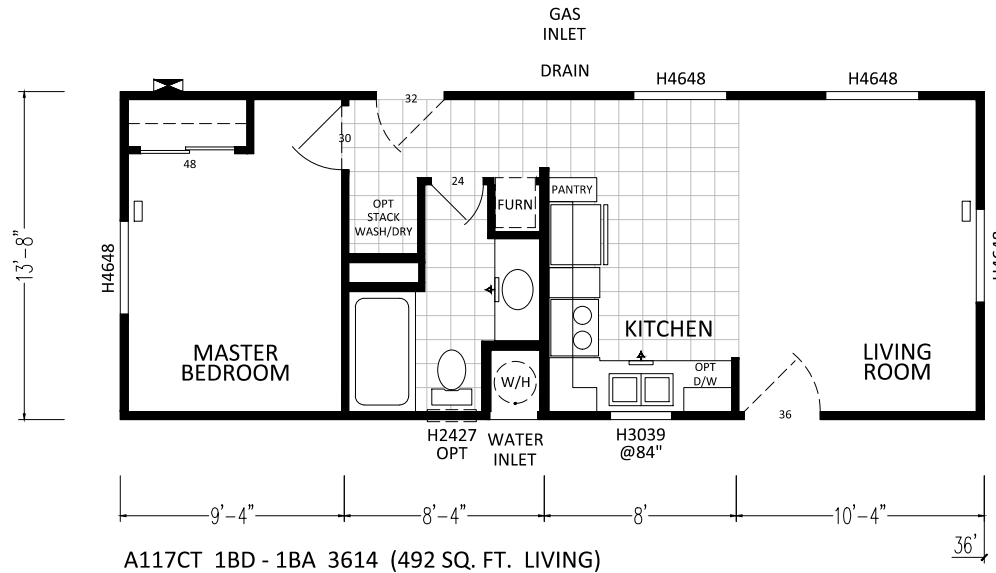 GAS
INLET
DRAIN
H4648
H4648
32
30
48
24
PANTRY
OPT
STACK
WASH/DRY
FURN
13'-8"
H4648
H4648
KITCHEN
MASTER
BEDROOM
LIVING
ROOM
OPT
D/W
W/H
36
H2427
OPT
WATER
INLET
H3039
@84"
9'-4"
8'-4"
8'
10'-4"
36'
A117CT 1BD - 1BA 3614 (492 SQ. FT. LIVING)